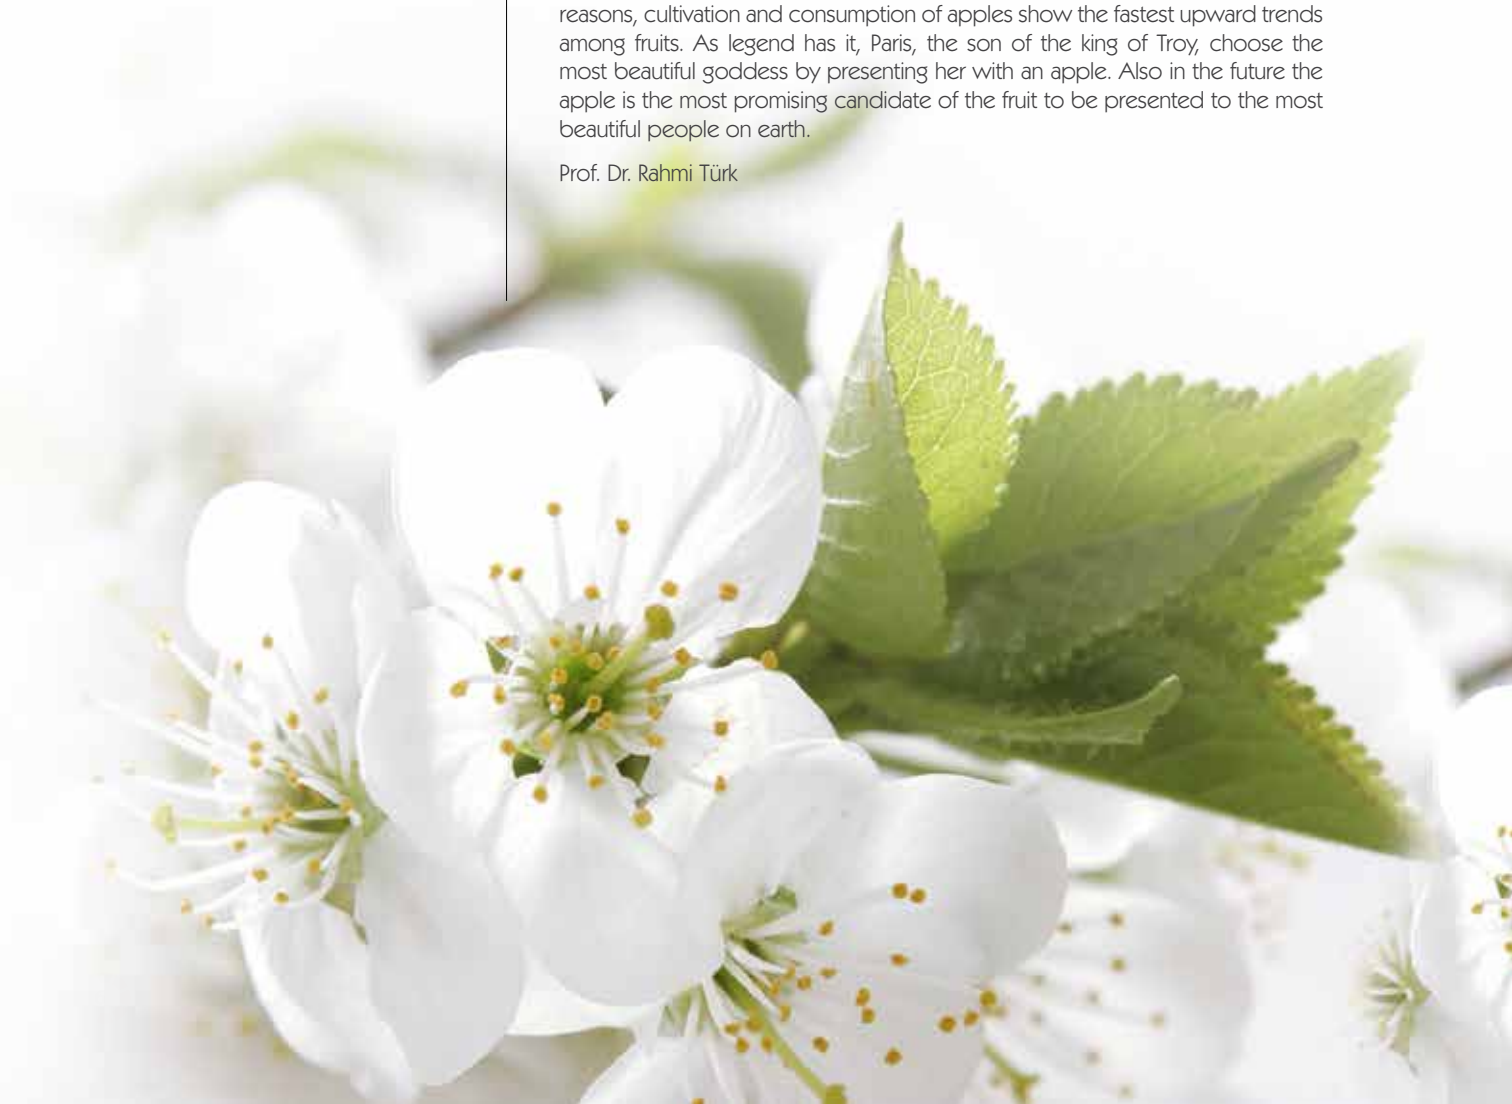 reasons, cultivation and consumption of apples show the fastest upward trends
among fruits. As legend has it, Paris, the son of the king of Troy, choose the
most beautiful goddess by presenting her with an apple. Also in the future the
apple is the most promising candidate of the fruit to be presented to the most
beautiful people on earth.
Prof. Dr. Rahmi Türk